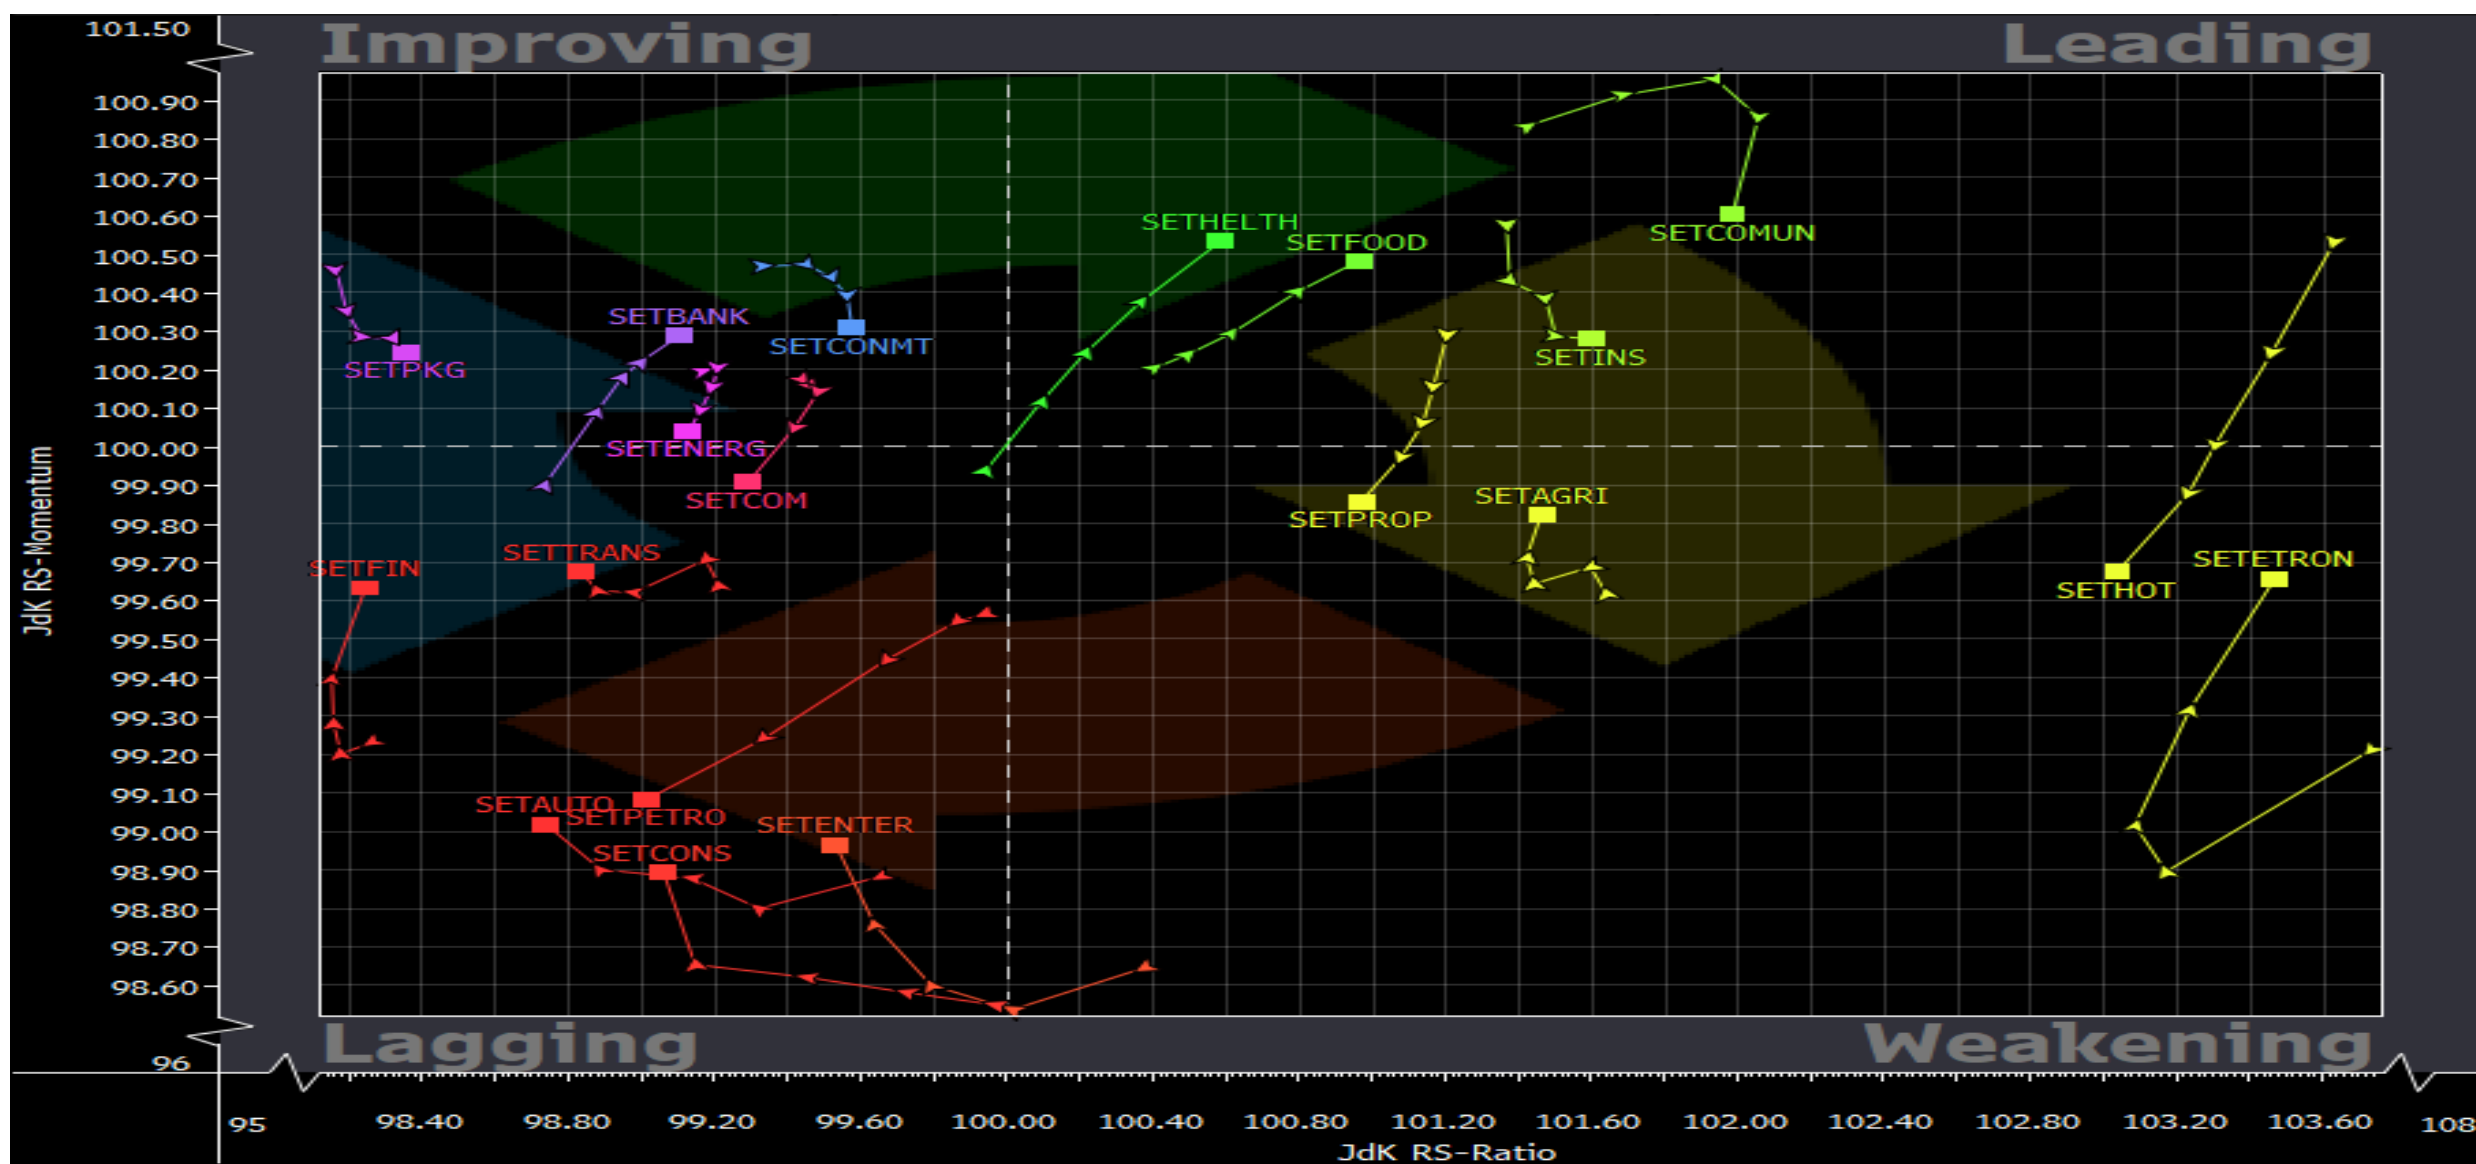 101.50
Improving
Leading
100.90
100.80
100.70
100.60
100.50
100.40
100.30
100.20
100.10
100.00
99.90
99.80
99.70
99.60
99.50
99.40
99.30
99.20
99.10
99.00
98.90
98.80
98.70
98.60
96
JdK RS-Momentum
SETHELTH
SETFOOD
SETCOMUN
SETBANK
SETCONMT
SETPKG
SETINS
SETENERG
SETCOM
SETPROP
SETAGRI
SETTRANS
SETFIN
SETETRON
SETHOT
SETAUTO
SETPETRO
SETENTER
SETCONS
Lagging
Weakening
95
98.40
98.80
99.20
99.60
100.00
100.40
100.80
101.20
101.60
102.00
102.40
102.80
103.20
103.60
108
JdK RS-Ratio